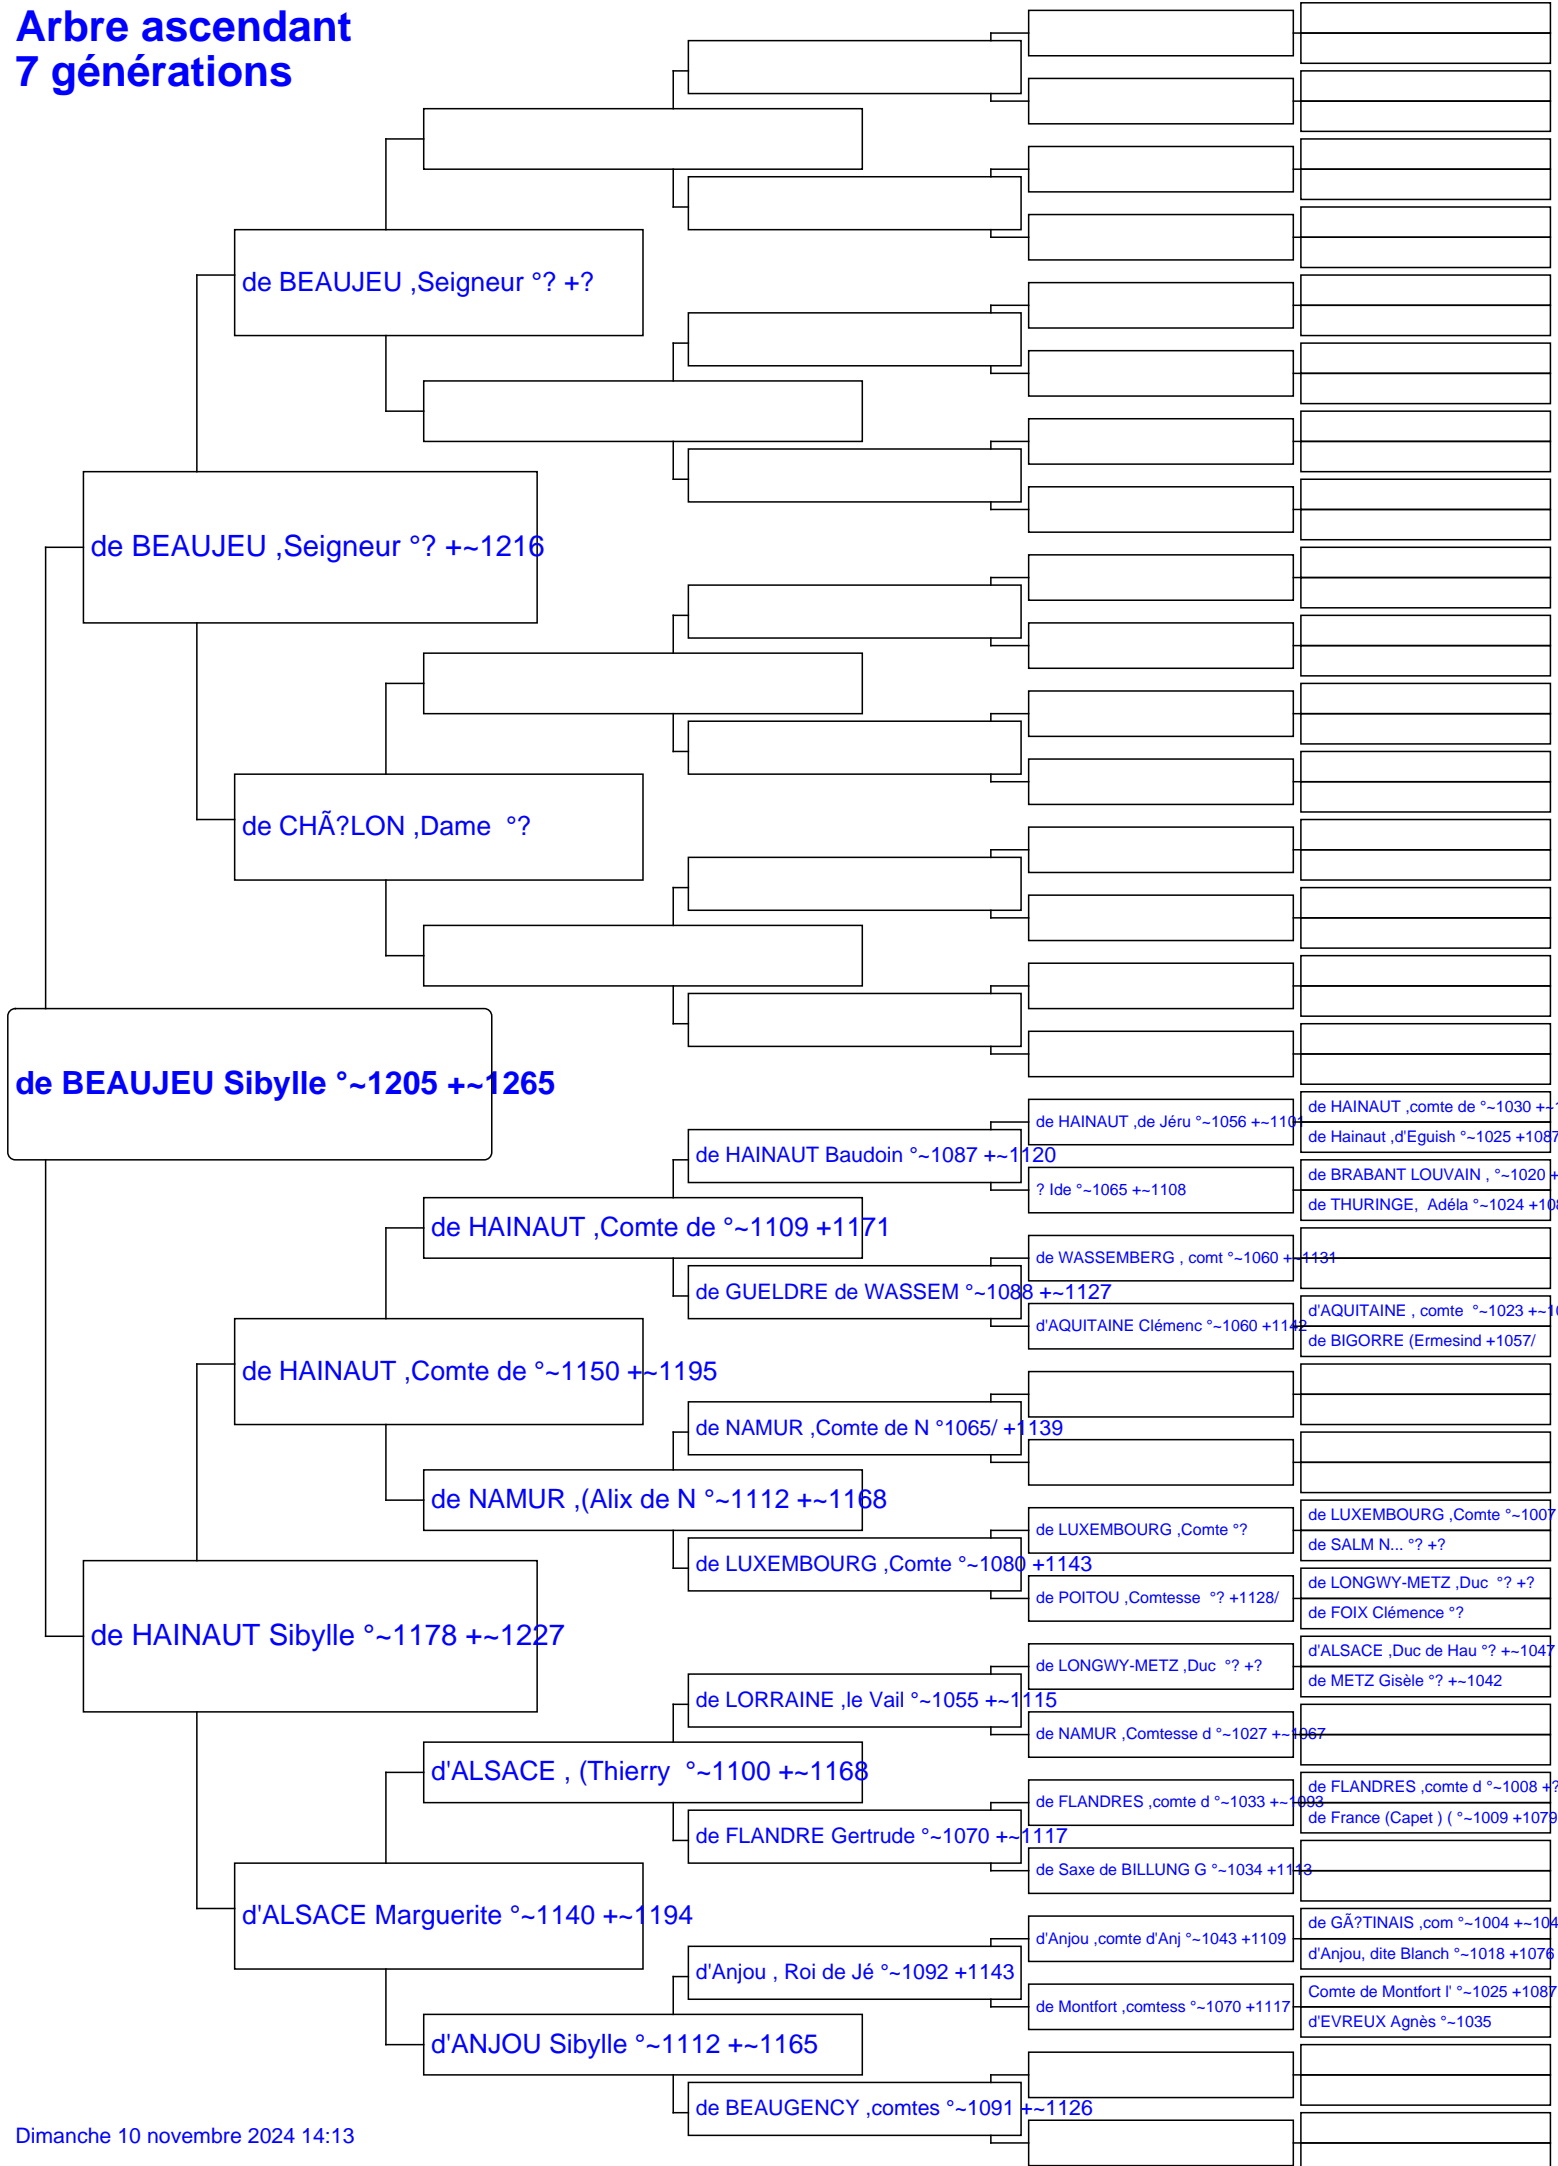 Arbre ascendant
7 générations
de BEAUJEU ,Seigneur °? +?
de BEAUJEU ,Seigneur °? +~1216
de CHÃ?LON ,Dame  °?
de BEAUJEU Sibylle °~1205 +~1265
de HAINAUT ,de Jéru °~1056 +~1101
de HAINAUT ,comte de °~1030 +~1
de Hainaut ,d'Eguish °~1025 +1087
de HAINAUT Baudoin °~1087 +~1120
? Ide °~1065 +~1108
de BRABANT LOUVAIN , °~1020 +
de THURINGE,  Adéla °~1024 +108
de HAINAUT ,Comte de °~1109 +1171
de WASSEMBERG , comt °~1060 +~1131
de GUELDRE de WASSEM °~1088 +~1127
d'AQUITAINE Clémenc °~1060 +1142
d'AQUITAINE , comte  °~1023 +~10
de BIGORRE (Ermesind +1057/
de HAINAUT ,Comte de °~1150 +~1195
de NAMUR ,Comte de N °1065/ +1139
de NAMUR ,(Alix de N °~1112 +~1168
de LUXEMBOURG ,Comte °?
de LUXEMBOURG ,Comte °~1007
de SALM N... °? +?
de LUXEMBOURG ,Comte °~1080 +1143
de POITOU ,Comtesse  °? +1128/
de LONGWY-METZ ,Duc  °? +?
de FOIX Clémence °?
de HAINAUT Sibylle °~1178 +~1227
de LONGWY-METZ ,Duc  °? +?
d'ALSACE ,Duc de Hau °? +~1047
de METZ Gisèle °? +~1042
de LORRAINE ,le Vail °~1055 +~1115
de NAMUR ,Comtesse d °~1027 +~1067
d'ALSACE , (Thierry  °~1100 +~1168
de FLANDRES ,comte d °~1033 +~1093
de FLANDRES ,comte d °~1008 +?
de France (Capet ) ( °~1009 +1079
de FLANDRE Gertrude °~1070 +~1117
de Saxe de BILLUNG G °~1034 +1113
d'ALSACE Marguerite °~1140 +~1194
d'Anjou ,comte d'Anj °~1043 +1109
de GÃ?TINAIS ,com °~1004 +~104
d'Anjou, dite Blanch °~1018 +1076
d'Anjou , Roi de Jé °~1092 +1143
de Montfort ,comtess °~1070 +1117
Comte de Montfort l' °~1025 +1087
d'EVREUX Agnès °~1035
d'ANJOU Sibylle °~1112 +~1165
de BEAUGENCY ,comtes °~1091 +~1126
Dimanche 10 novembre 2024 14:13